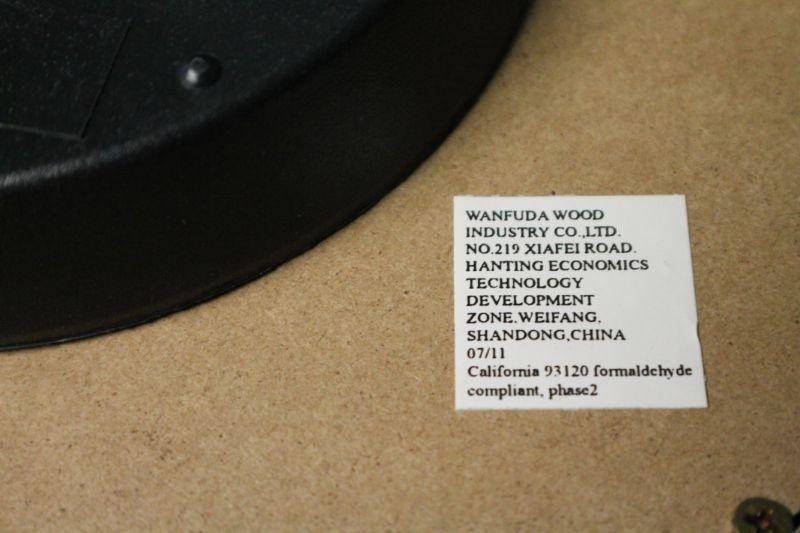 WANFUDA WOOD
INDUSTRY CO.,LTD.
NO.219 XIAFEI ROAD.
HANTING ECONOMICS
TECHNOLOGY
DEVELOPMENT
ZONE.WEIFANG,
SHANDONG,CHINA
07/11
California 93120 formaldehyde
compliant, phase2